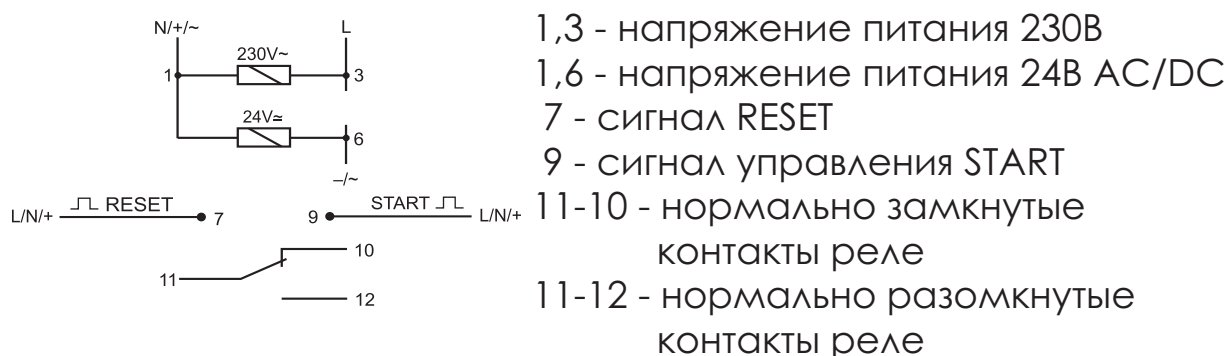 N/+/~ L
230V~
1 3
24V≃
6
–/~
L/N/+ RESET 7
9 START L/N/+
10
11
12
1,3 - напряжение питания 230В
1,6 - напряжение питания 24В AC/DC
7 - сигнал RESET
9 - сигнал управления START
11-10 - нормально замкнутые
контакты реле
11-12 - нормально разомкнутые
контакты реле